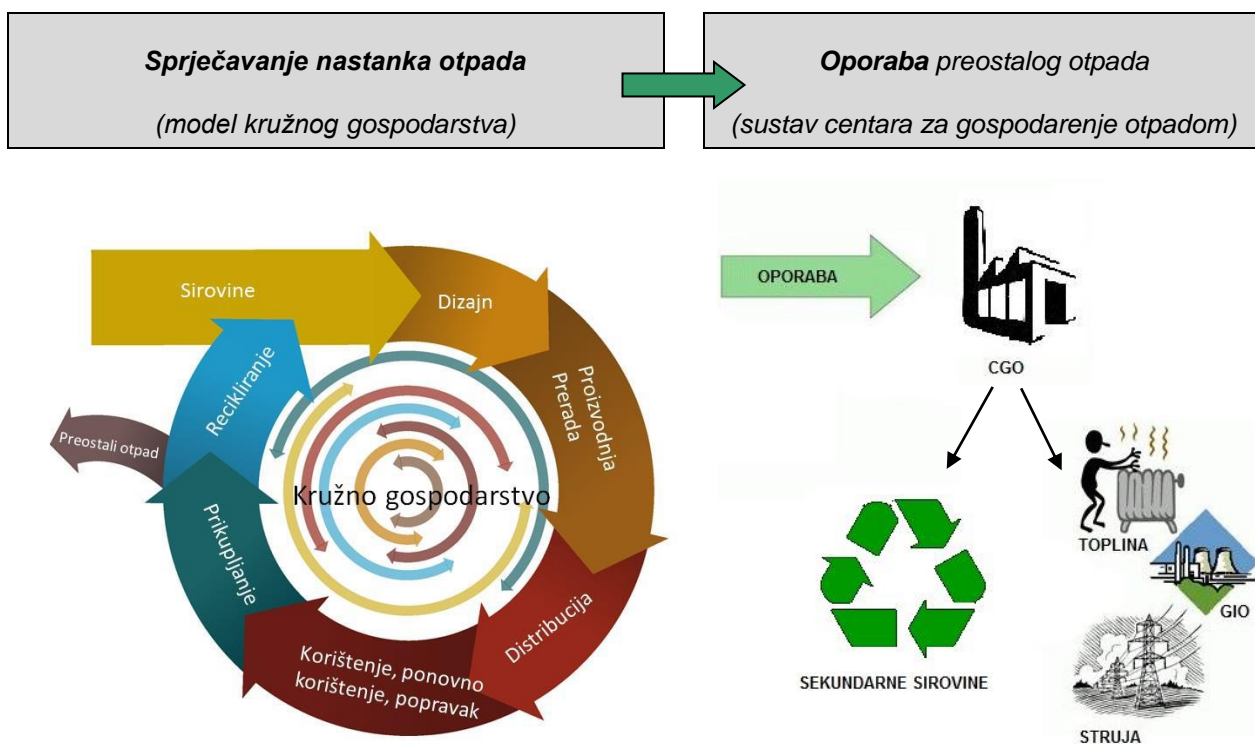 Sprječavanje nastanka otpada
(model kružnog gospodarstva)
Oporaba preostalog otpada
(sustav centara za gospodarenje otpadom)
Sirovine
Dizajn
Proizvodnja
Prerada
Distribucija
Korištenje, ponovno
korištenje, popravak
Prikupljanje
Recikliranje
Preostali otpad
Kružno gospodarstvo
OPORABA
CGO
TOPLINA
GIO
SEKUNDARNE SIROVINE
STRUJA